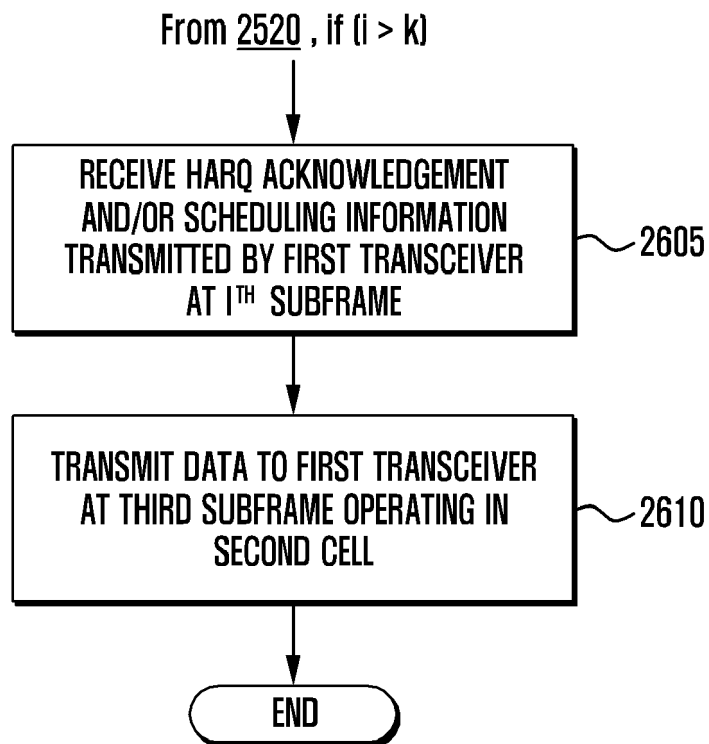 From 2520 , if (i > k)
RECEIVE HARQ ACKNOWLEDGEMENT
AND/OR SCHEDULING INFORMATION
TRANSMITTED BY FIRST TRANSCEIVER
AT ITH SUBFRAME
2605
TRANSMIT DATA TO FIRST TRANSCEIVER
AT THIRD SUBFRAME OPERATING IN
SECOND CELL
2610
END